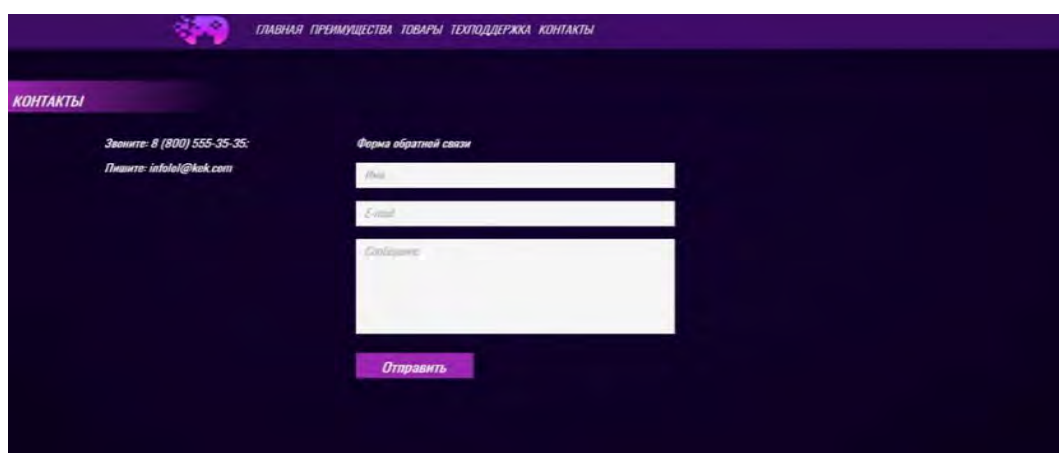 ГЛАВНАЯ ПРЕИМУЩЕСТВА ТОВАРЫ ТЕХПОДДЕРЖКА КОНТАКТЫ
КОНТАКТЫ
Звоните: 8 (800) 555-35-35;
Пишите: infolol@kek.com
Форма обратной связи
Имя
E-mail
Сообщение
Отправить